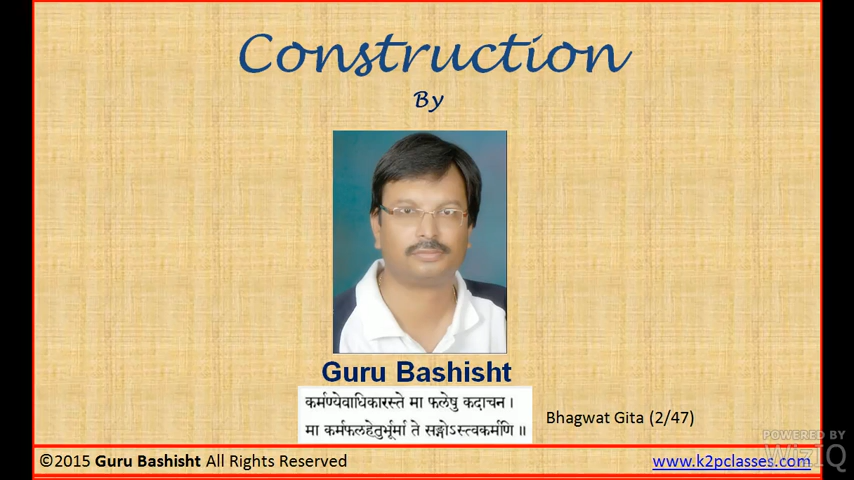 Construction
By
Guru Bashisht
कर्मण्येवाधिकारस्ते मा फलेषु कदाचन ।
मा कर्मफलहेतुर्भूर्मा ते सङ्गोऽस्त्वकर्मणि ॥
Bhagwat Gita (2/47)
©2015 Guru Bashisht All Rights Reserved
www.k2pclasses.com
POWERED BY
WizIQ